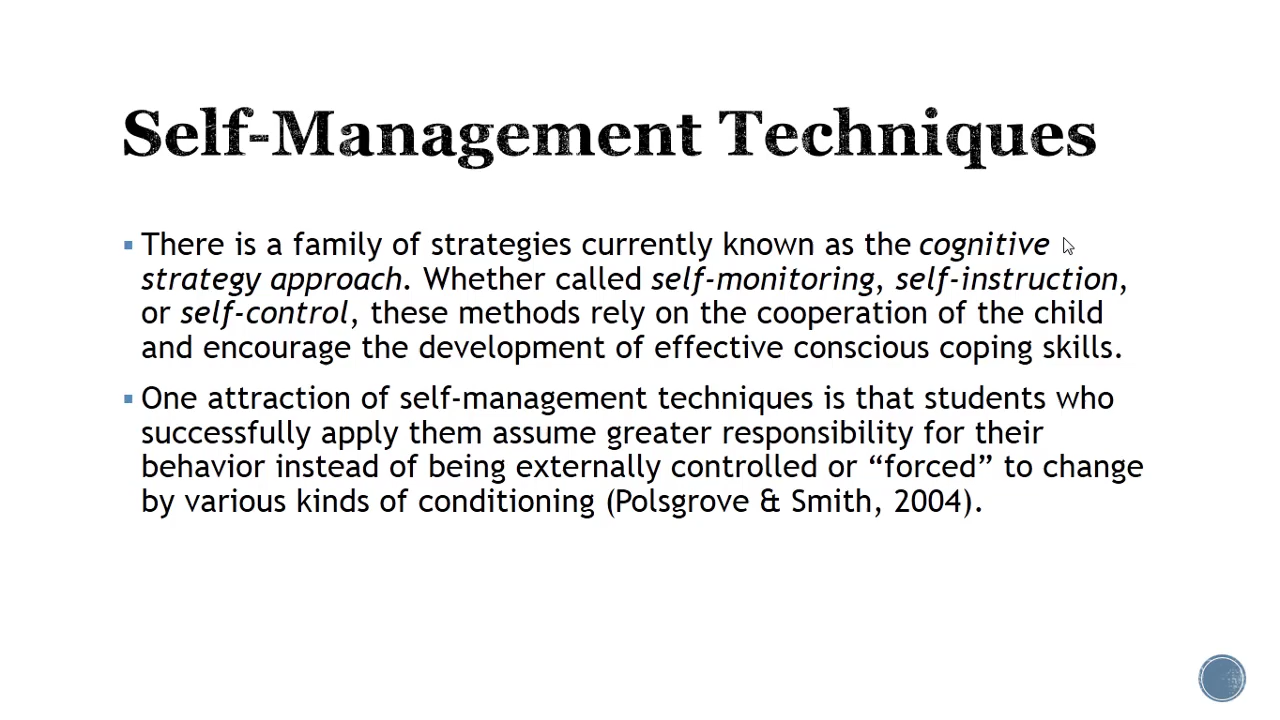 Self-Management Techniques
▪ There is a family of strategies currently known as the cognitive
strategy approach. Whether called self-monitoring, self-instruction,
or self-control, these methods rely on the cooperation of the child
and encourage the development of effective conscious coping skills.
▪ One attraction of self-management techniques is that students who
successfully apply them assume greater responsibility for their
behavior instead of being externally controlled or “forced” to change
by various kinds of conditioning (Polsgrove & Smith, 2004).